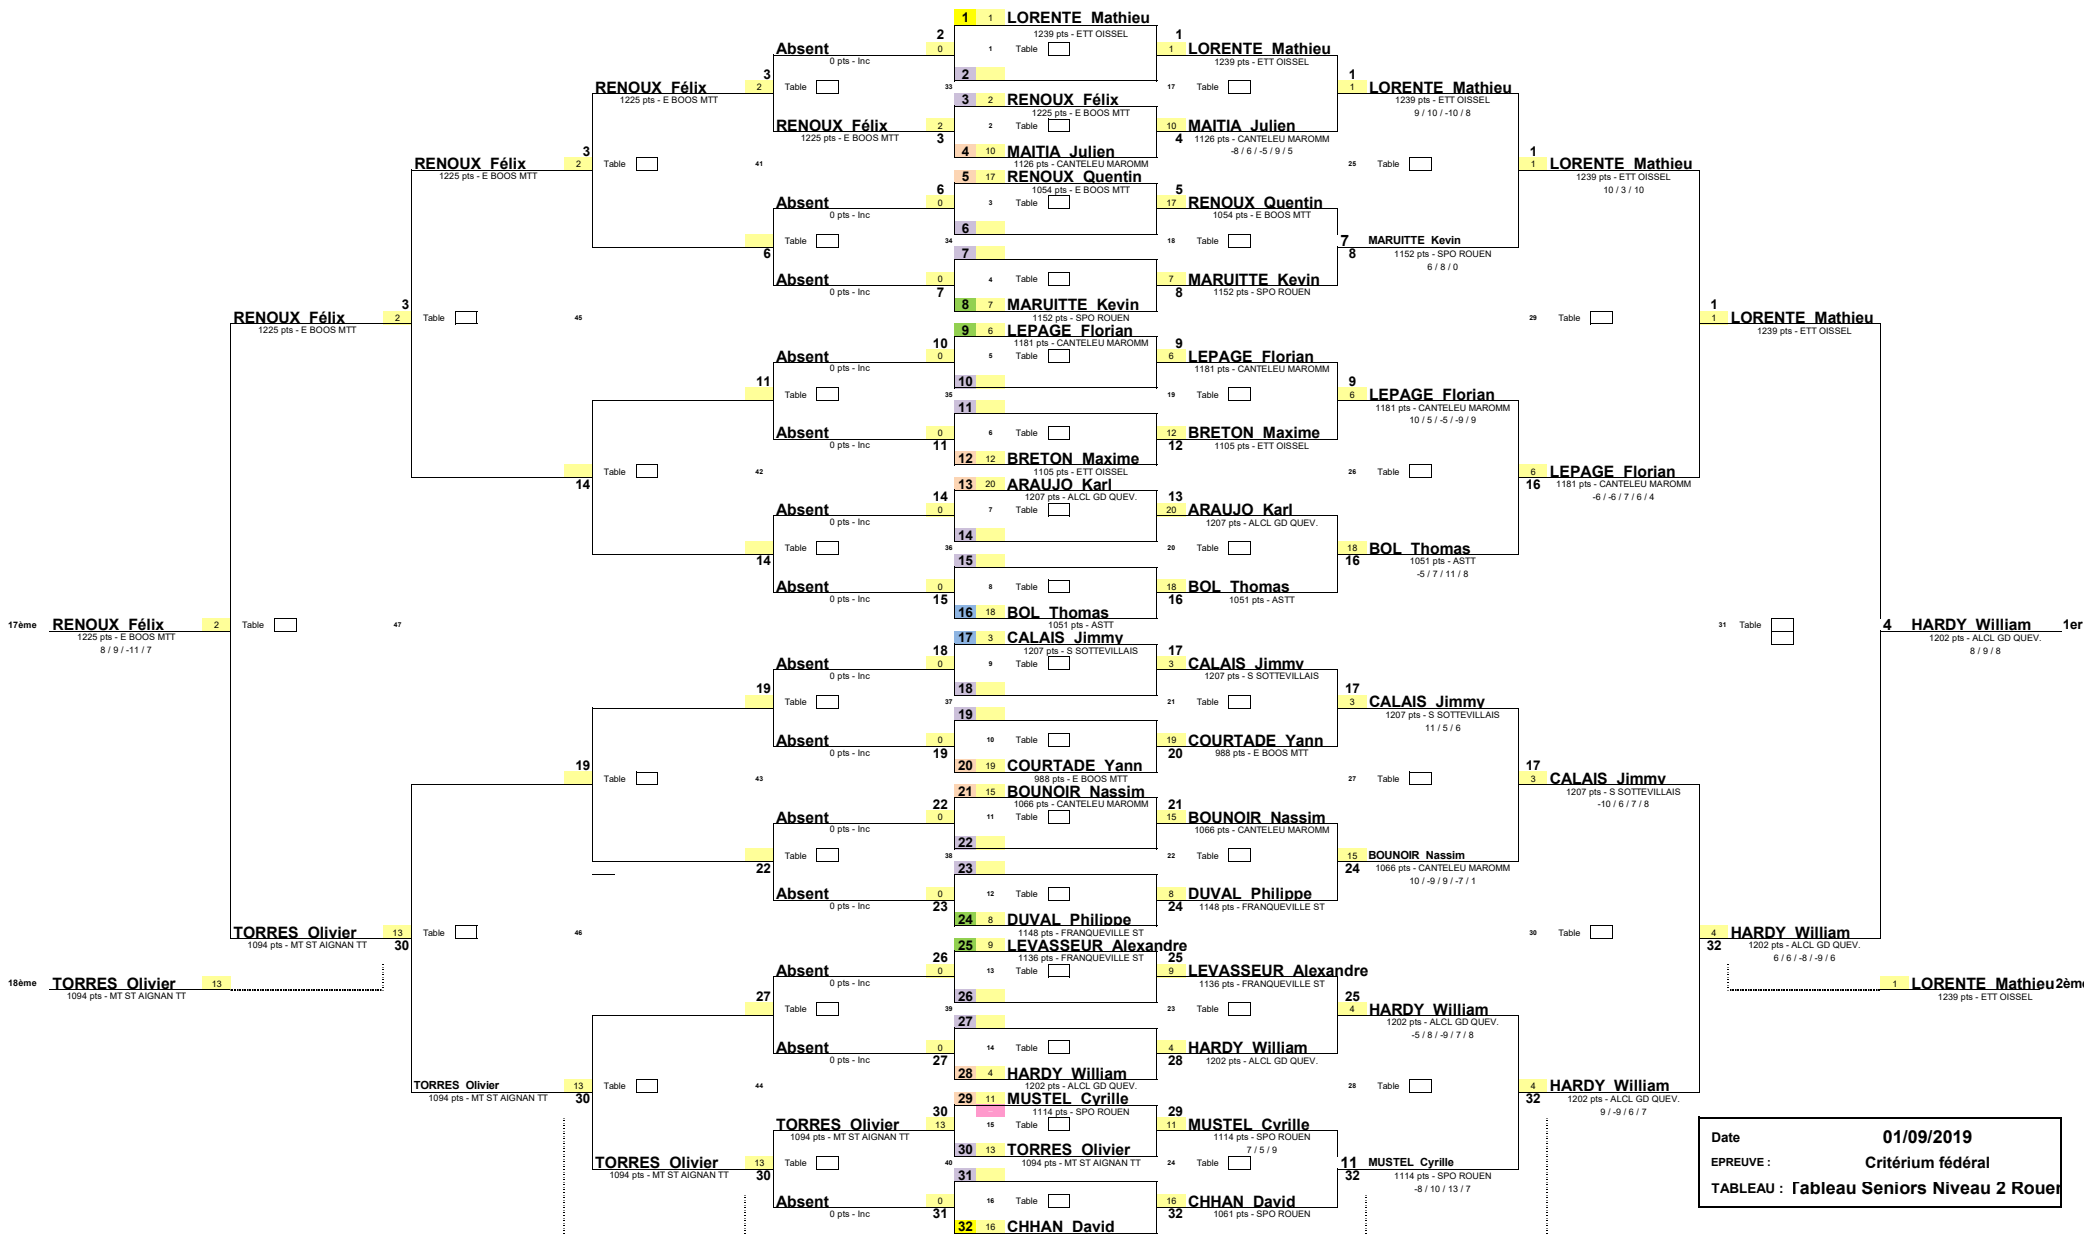 1 1 LORENTE Mathieu
2 1239 pts - ETT OISSEL 1
Absent 0 1 Table 1 LORENTE Mathieu
0 pts - Inc 1239 pts - ETT OISSEL
3 2 1
RENOUX Félix 2 Table 33 17 Table 1 LORENTE Mathieu
1225 pts - E BOOS MTT 3 2 RENOUX Félix 1239 pts - ETT OISSEL
1225 pts - E BOOS MTT 9 / 10 / -10 / 8
RENOUX Félix 2 2 Table 10 MAITIA Julien
1225 pts - E BOOS MTT 3 4 1126 pts - CANTELEU MAROMM
3 4 10 MAITIA Julien -8 / 6 / -5 / 9 / 5 1
RENOUX Félix 2 Table 41 1126 pts - CANTELEU MAROMM 25 Table 1 LORENTE Mathieu
1225 pts - E BOOS MTT 5 17 RENOUX Quentin 1239 pts - ETT OISSEL
6 1054 pts - E BOOS MTT 5 10 / 3 / 10
Absent 0 3 Table 17 RENOUX Quentin
0 pts - Inc 1054 pts - E BOOS MTT
6
Table 34 18 Table 7 MARUITTE Kevin
6 7 8 1152 pts - SPO ROUEN
6 / 8 / 0
Absent 0 4 Table 7 MARUITTE Kevin
0 pts - Inc 7 8 1152 pts - SPO ROUEN
3 8 7 MARUITTE Kevin 1
RENOUX Félix 2 Table 45 1152 pts - SPO ROUEN 29 Table 1 LORENTE Mathieu
1225 pts - E BOOS MTT 9 6 LEPAGE Florian 1239 pts - ETT OISSEL
10 1181 pts - CANTELEU MAROMM 9
Absent 0 5 Table 6 LEPAGE Florian
0 pts - Inc 1181 pts - CANTELEU MAROMM
11 10 9
Table 35 19 Table 6 LEPAGE Florian
11 1181 pts - CANTELEU MAROMM
10 / 5 / -5 / -9 / 9
Absent 0 6 Table 12 BRETON Maxime
0 pts - Inc 11 12 1105 pts - ETT OISSEL
12 12 BRETON Maxime
Table 42 1105 pts - ETT OISSEL 26 Table 6 LEPAGE Florian
14 13 20 ARAUJO Karl 16 1181 pts - CANTELEU MAROMM
14 1207 pts - ALCL GD QUEV. 13 -6 / -6 / 7 / 6 / 4
Absent 0 7 Table 20 ARAUJO Karl
0 pts - Inc 1207 pts - ALCL GD QUEV.
14
Table 36 20 Table 18 BOL Thomas
14 15 16 1051 pts - ASTT
-5 / 7 / 11 / 8
Absent 0 8 Table 18 BOL Thomas
0 pts - Inc 15 16 1051 pts - ASTT
16 18 BOL Thomas
17ème RENOUX Félix 2 Table 47 1051 pts - ASTT 31 Table 4 HARDY William 1er
1225 pts - E BOOS MTT 17 3 CALAIS Jimmy 1202 pts - ALCL GD QUEV.
8 / 9 / -11 / 7 18 1207 pts - S SOTTEVILLAIS 17 8 / 9 / 8
Absent 0 9 Table 3 CALAIS Jimmy
0 pts - Inc 1207 pts - S SOTTEVILLAIS
19 18 17
Table 37 21 Table 3 CALAIS Jimmy
19 1207 pts - S SOTTEVILLAIS
11 / 5 / 6
Absent 0 10 Table 19 COURTADE Yann
0 pts - Inc 19 20 988 pts - E BOOS MTT
19 20 19 COURTADE Yann 17
Table 43 988 pts - E BOOS MTT 27 Table 3 CALAIS Jimmy
21 15 BOUNOIR Nassim 1207 pts - S SOTTEVILLAIS
22 1066 pts - CANTELEU MAROMM 21 -10 / 6 / 7 / 8
Absent 0 11 Table 15 BOUNOIR Nassim
0 pts - Inc 1066 pts - CANTELEU MAROMM
22
Table 38 22 Table 15 BOUNOIR Nassim
22 23 24 1066 pts - CANTELEU MAROMM
10 / -9 / 9 / -7 / 1
Absent 0 12 Table 8 DUVAL Philippe
0 pts - Inc 23 24 1148 pts - FRANQUEVILLE ST
24 8 DUVAL Philippe
TORRES Olivier 13 Table 46 1148 pts - FRANQUEVILLE ST 30 Table 4 HARDY William
1094 pts - MT ST AIGNAN TT 30 25 9 LEVASSEUR Alexandre 32 1202 pts - ALCL GD QUEV.
26 1136 pts - FRANQUEVILLE ST 25 6 / 6 / -8 / -9 / 6
Absent 0 13 Table 9 LEVASSEUR Alexandre
18ème TORRES Olivier 13 0 pts - Inc 1136 pts - FRANQUEVILLE ST 1 LORENTE Mathieu 2ème
1094 pts - MT ST AIGNAN TT 27 26 25 1239 pts - ETT OISSEL
Table 39 23 Table 4 HARDY William
27 1202 pts - ALCL GD QUEV.
-5 / 8 / -9 / 7 / 8
Absent 0 14 Table 4 HARDY William
0 pts - Inc 27 28 1202 pts - ALCL GD QUEV.
28 4 HARDY William
TORRES Olivier 13 Table 44 1202 pts - ALCL GD QUEV. 28 Table 4 HARDY William
1094 pts - MT ST AIGNAN TT 30 29 11 MUSTEL Cyrille 32 1202 pts - ALCL GD QUEV.
30 1114 pts - SPO ROUEN 29 9 / -9 / 6 / 7
TORRES Olivier 13 15 Table 11 MUSTEL Cyrille
1094 pts - MT ST AIGNAN TT 1114 pts - SPO ROUEN
30 13 TORRES Olivier 7 / 5 / 9
TORRES Olivier 13 Table 40 1094 pts - MT ST AIGNAN TT 24 Table 11 MUSTEL Cyrille
1094 pts - MT ST AIGNAN TT 30 31 32 1114 pts - SPO ROUEN
-8 / 10 / 13 / 7
Absent 0 16 Table 16 CHHAN David
0 pts - Inc 31 32 1061 pts - SPO ROUEN
32 16 CHHAN David
Date 01/09/2019
EPREUVE : Critérium fédéral
TABLEAU : Tableau Seniors Niveau 2 Rouen